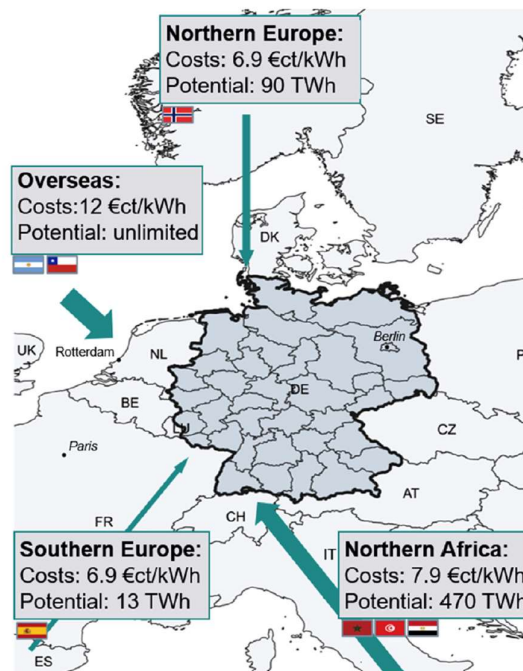 Northern Europe:
Costs: 6.9 €ct/kWh
Potential: 90 TWh
SE
Overseas:
Costs:12 €ct/kWh
Potential: unlimited
DK
UK
Rotterdam
NL
Berlin
P
BE
DE
LU
Paris
CZ
AT
FR
CH
IT
Southern Europe:
Costs: 6.9 €ct/kWh
Potential: 13 TWh
Northern Africa:
Costs: 7.9 €ct/kWh
Potential: 470 TWh
ES